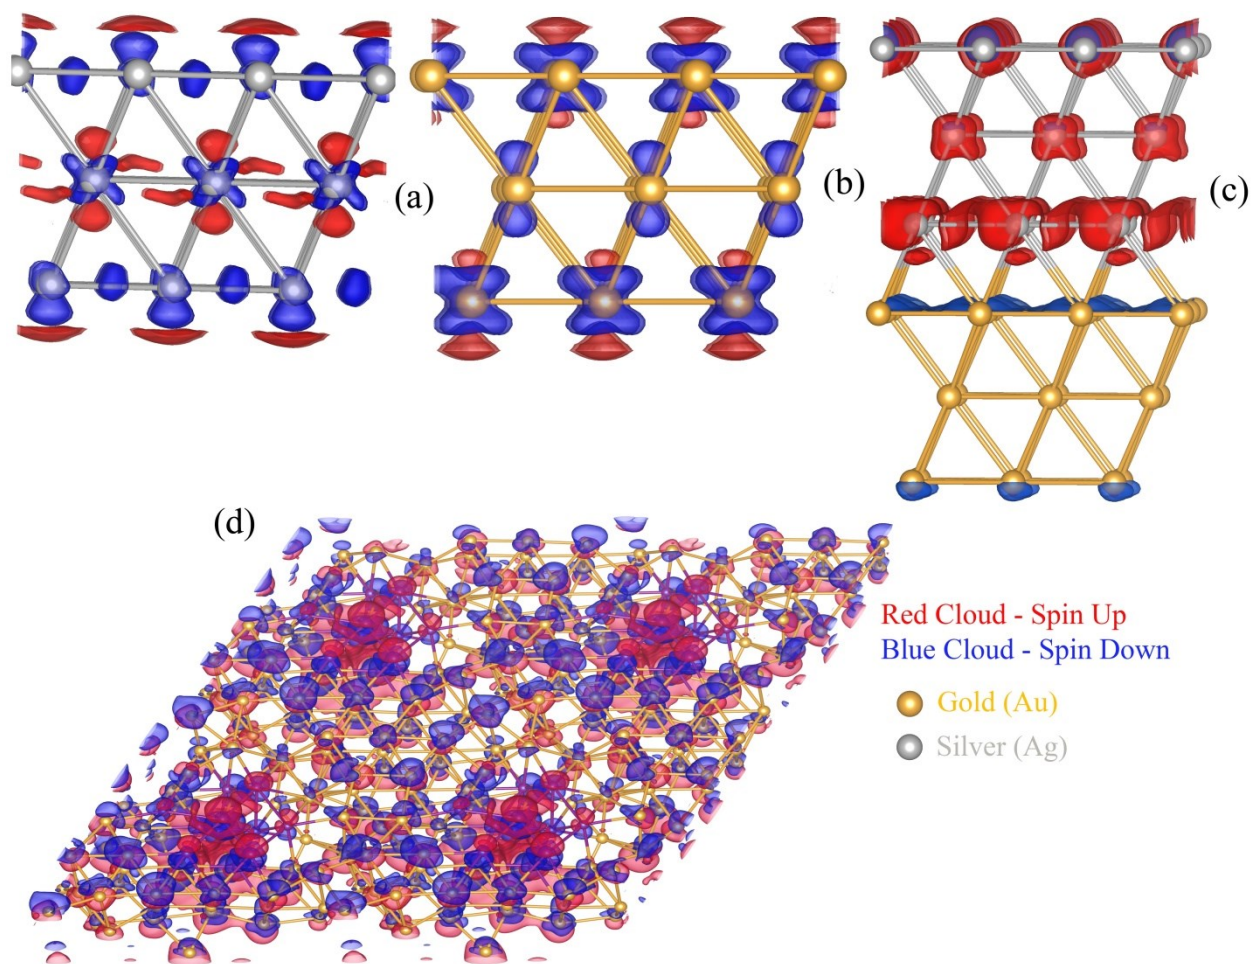 (a)
(b)
(c)
(d)
Red Cloud - Spin Up
Blue Cloud - Spin Down
Gold (Au)
Silver (Ag)